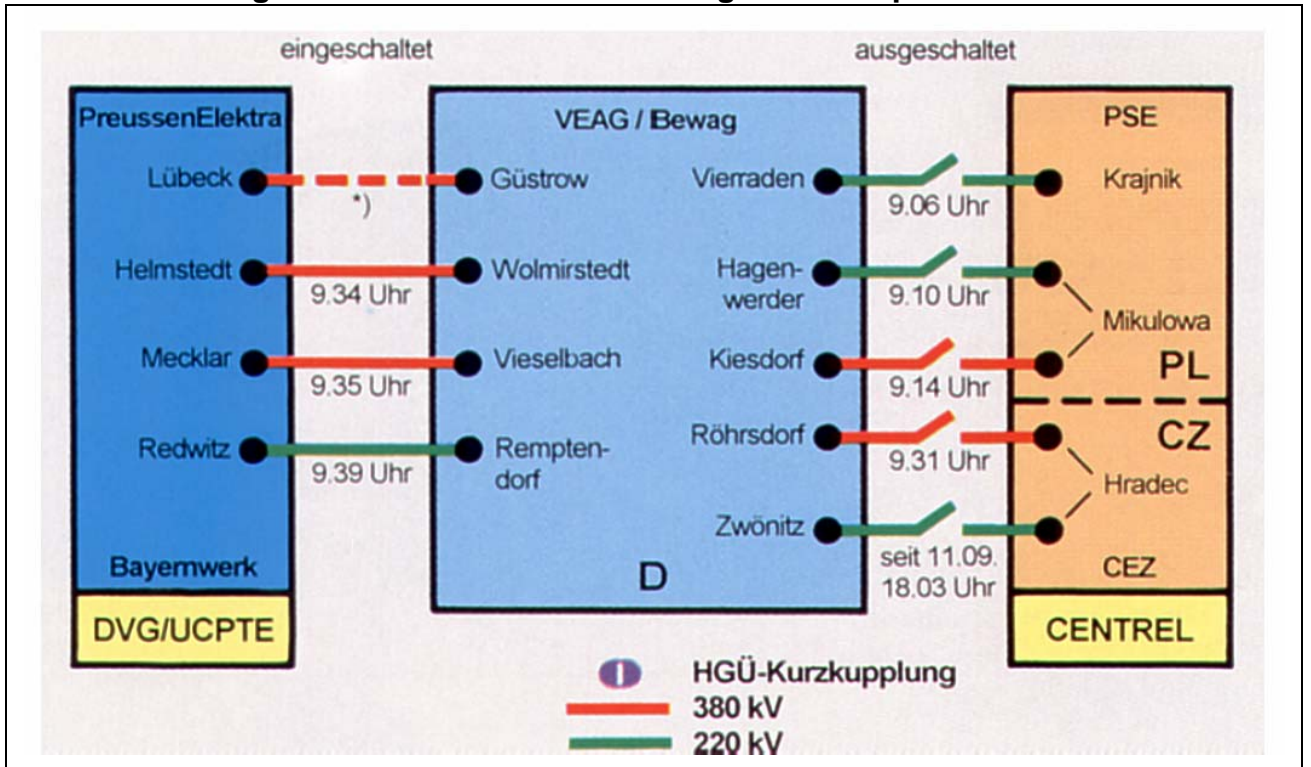 eingeschaltet
ausgeschaltet
PreussenElektra
VEAG / Bewag
PSE
Lübeck
*)
Güstrow
Vierraden
9.06 Uhr
Krajnik
Helmstedt
9.34 Uhr
Wolmirstedt
Hagen-
werder
9.10 Uhr
Mikulowa
Mecklar
9.35 Uhr
Vieselbach
Kiesdorf
9.14 Uhr
PL
Redwitz
9.39 Uhr
Rempten-
dorf
Röhrsdorf
9.31 Uhr
CZ
Hradec
Zwönitz
seit 11.09.
18.03 Uhr
Bayernwerk
D
CEZ
DVG/UCPTE
CENTREL
HGÜ-Kurzkupplung
380 kV
220 kV